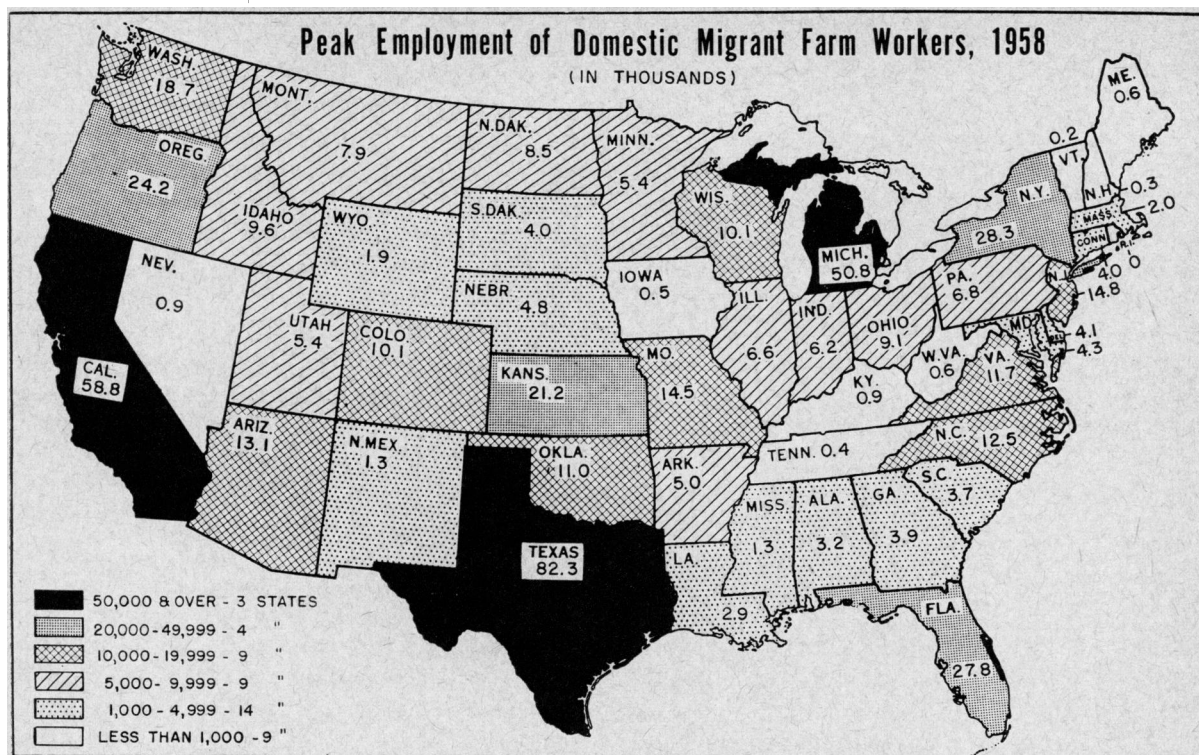 Peak Employment of Domestic Migrant Farm Workers, 1958
(IN THOUSANDS)
WASH.
18.7
OREG.
24.2
CAL.
58.8
NEV.
0.9
IDAHO
9.6
MONT.
7.9
WYO.
1.9
UTAH
5.4
COLO
10.1
ARIZ.
13.1
N.MEX.
1.3
N.DAK.
8.5
S.DAK.
4.0
NEBR
4.8
KANS.
21.2
OKLA.
11.0
TEXAS
82.3
MINN.
5.4
IOWA
0.5
MO.
14.5
ARK.
5.0
LA.
2.9
WIS.
10.1
ILL.
6.6
MICH.
50.8
IND.
6.2
OHIO
9.1
KY.
0.9
TENN. 0.4
MISS.
1.3
ALA.
3.2
GA.
3.9
FLA.
27.8
S.C.
3.7
N.C.
12.5
VA.
11.7
W.VA.
0.6
PA.
6.8
N.Y.
28.3
ME.
0.6
0.2
VT.
N.H.
0.3
MASS.
2.0
CONN
R.I.
0
4.0
N.J.
14.8
MD.
4.1
4.3
50,000 & OVER - 3 STATES
20,000-49,999 - 4 "
10,000-19,999 - 9 "
5,000- 9,999 - 9 "
1,000 - 4,999 - 14 "
LESS THAN 1,000 - 9 "